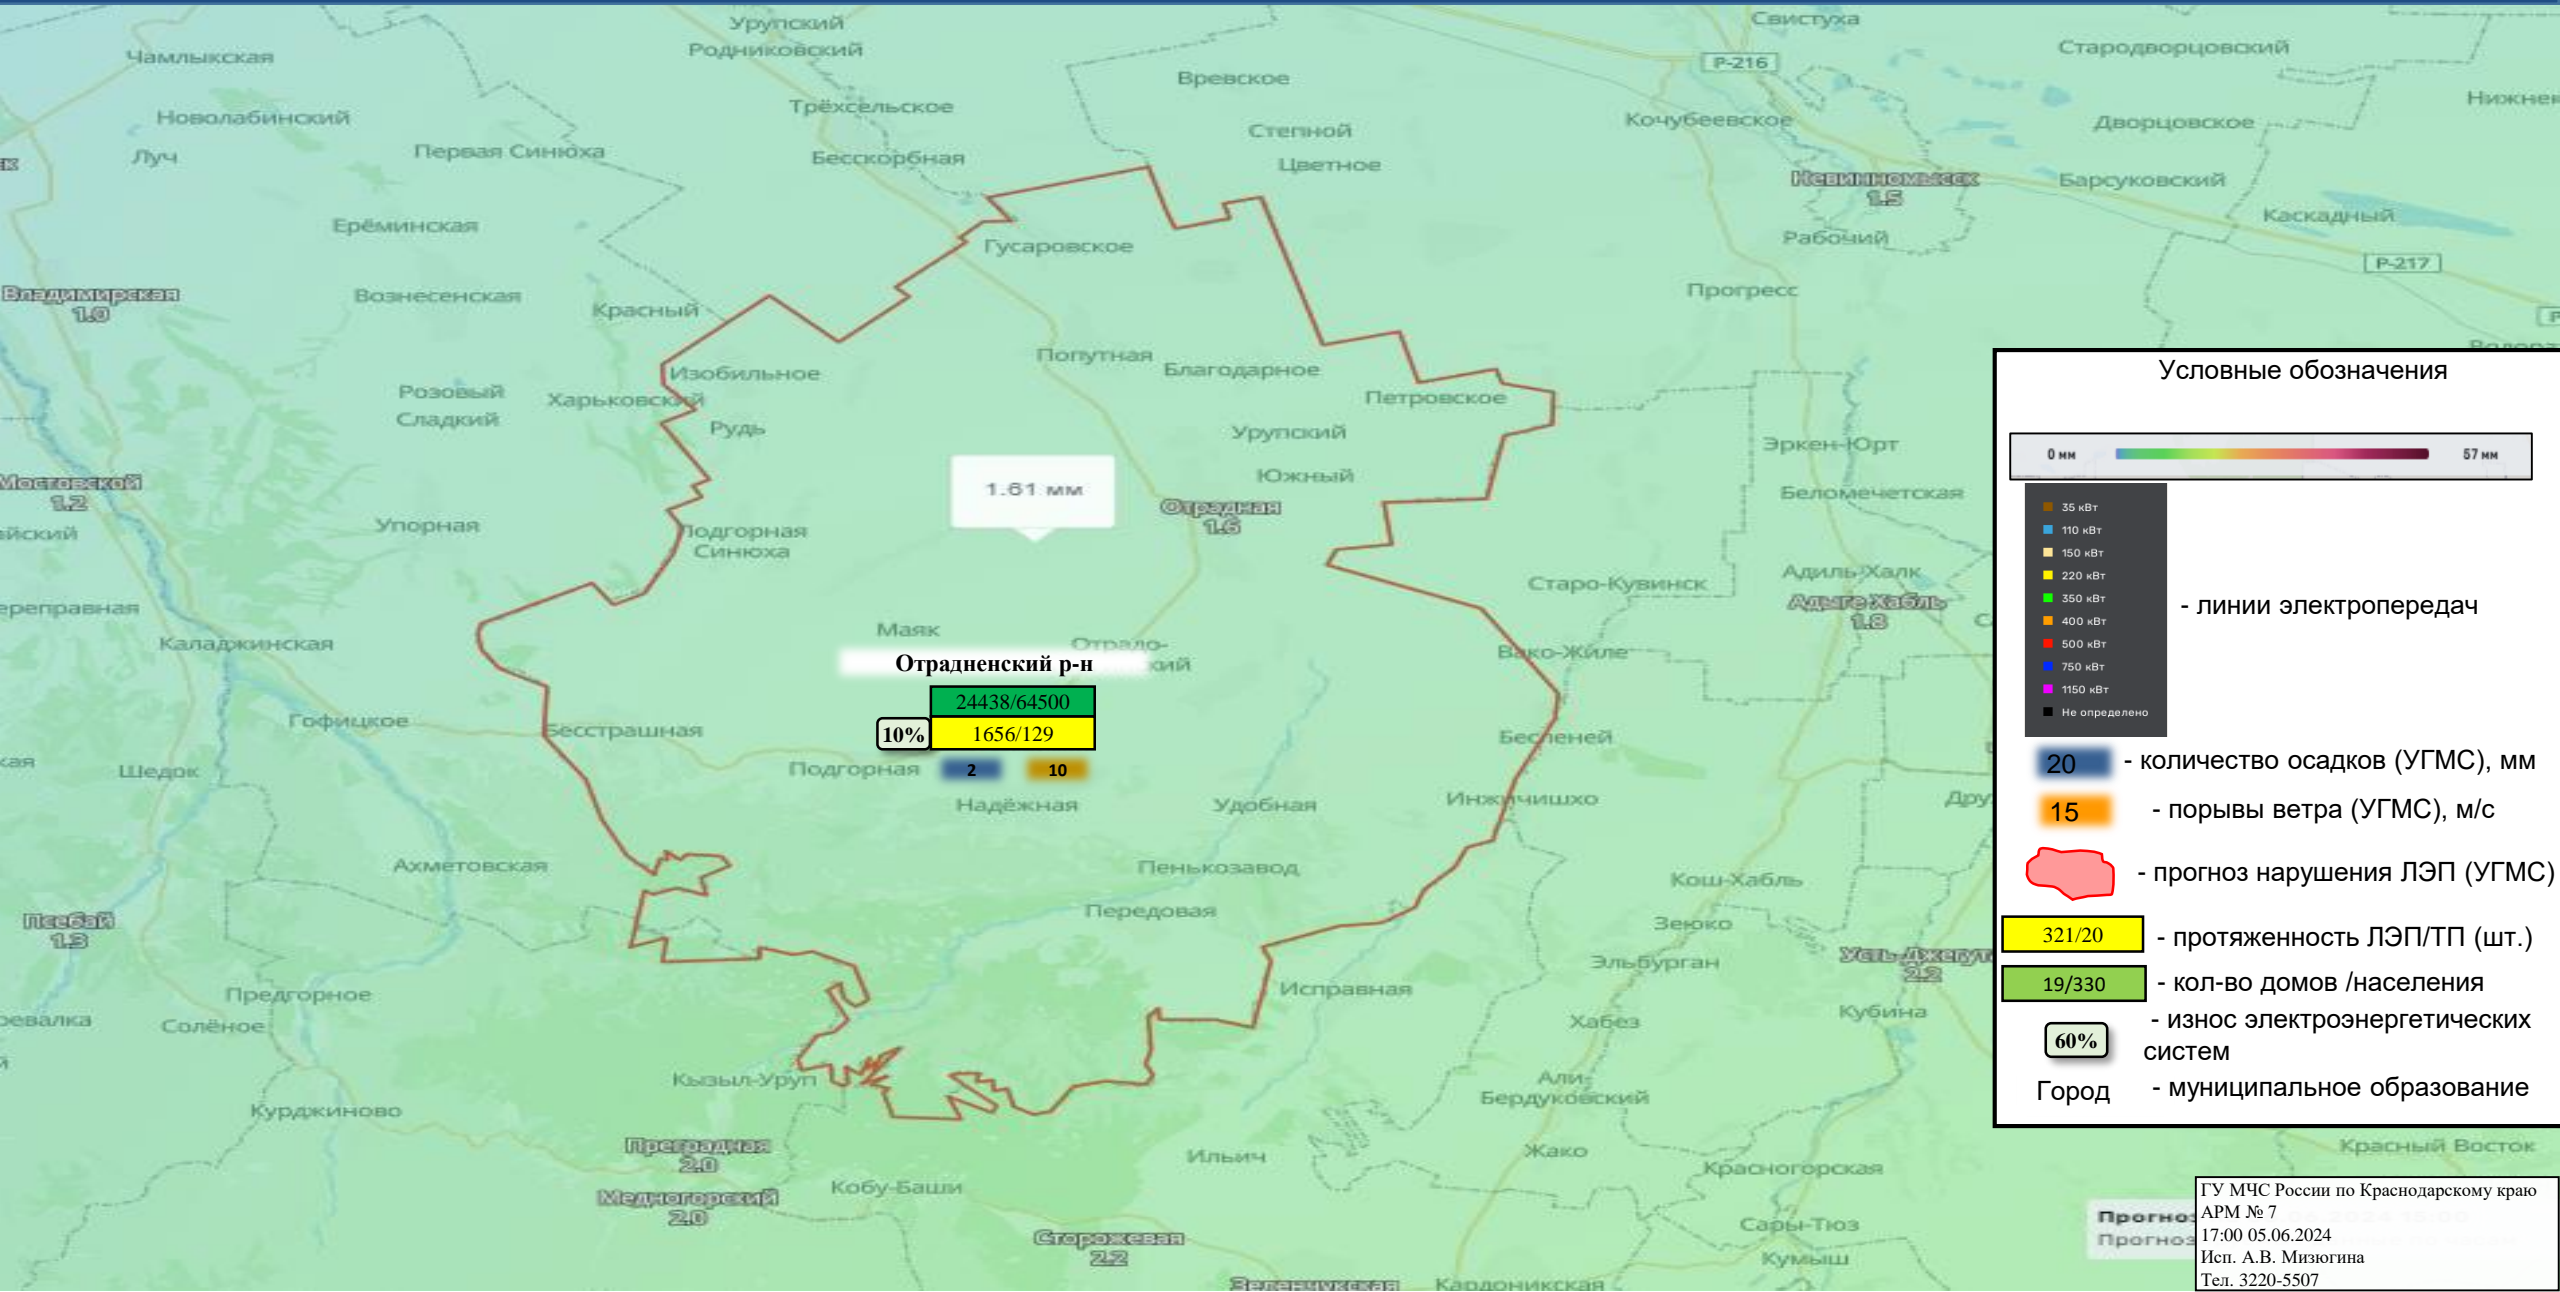 Урупский
Родниковский
Свистуха
Чамлыкская
Стародворцовский
Р-216
Вревское
Трёхсельское
Новолабинский
Кочубеевское
Дворцовское
Степной
Луч
Первая Синюха
Бесскорбная
Цветное
Невинномысск
1.5
Барсуковский
Каскадный
Ерёминская
Гусаровское
Рабочий
Р-217
Владимирская
1.0
Вознесенская
Красный
Прогресс
Попутная
Благодарное
Изобильное
Розовый
Харьковский
Петровское
Сладкий
Рудь
Урупский
Эркен-Юрт
Южный
1.61 мм
Мостовской
1.2
Отрадная
1.6
Беломечетская
Упорная
Подгорная
Синюха
Старо-Кувинск
Адиль-Халк
Адыге-Хабль
1.8
Каладжинская
Маяк
Вако-Жиле
Отрадненский р-н
24438/64500
10%
1656/129
2
10
Гофицкое
Бесстрашная
Бесленей
Шедок
Подгорная
Надёжная
Удобная
Инжичишхо
Ахметовская
Пенькозавод
Кош-Хабль
Псебай
1.3
Передовая
Зеюко
Эльбурган
2.2
Предгорное
Исправная
Солёное
Хабез
Кубина
Кызыл-Уруп
Али-
Бердуковский
Курджиново
Преградная
2.0
Ильич
Жако
Красногорская
Красный Восток
Медногорский
2.0
Кобу-Баши
Сторожевая
2.2
Сары-Тюз
Кумыш
Зеленчукская
Кардоникская
Условные обозначения
0 мм
57 мм
35 кВт
110 кВт
150 кВт
220 кВт
350 кВт
400 кВт
500 кВт
750 кВт
1150 кВт
Не определено
- линии электропередач
20 - количество осадков (УГМС), мм
15 - порывы ветра (УГМС), м/с
- прогноз нарушения ЛЭП (УГМС)
321/20 - протяженность ЛЭП/ТП (шт.)
19/330 - кол-во домов /населения
60% - износ электроэнергетических
систем
Город - муниципальное образование
ГУ МЧС России по Краснодарскому краю
АРМ № 7
17:00 05.06.2024
Исп. А.В. Мизюгина
Тел. 3220-5507